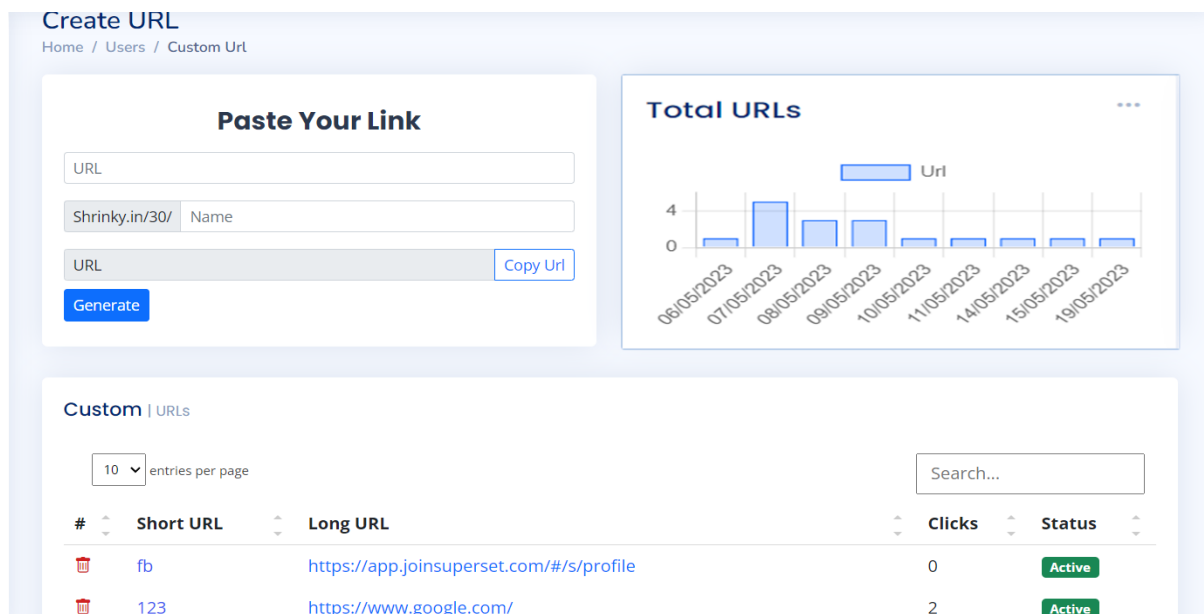 Create URL
Home / Users / Custom Url
Paste Your Link
URL
Shrinky.in/30/ Name
URL Copy Url
Generate
Total URLs
Url
4
0
06/05/2023 07/05/2023 08/05/2023 09/05/2023 10/05/2023 11/05/2023 14/05/2023 15/05/2023 19/05/2023
Custom | URLs
10 entries per page
Search...
# Short URL Long URL Clicks Status
fb https://app.joinsuperset.com/#/s/profile 0 Active
123 https://www.google.com/ 2 Active